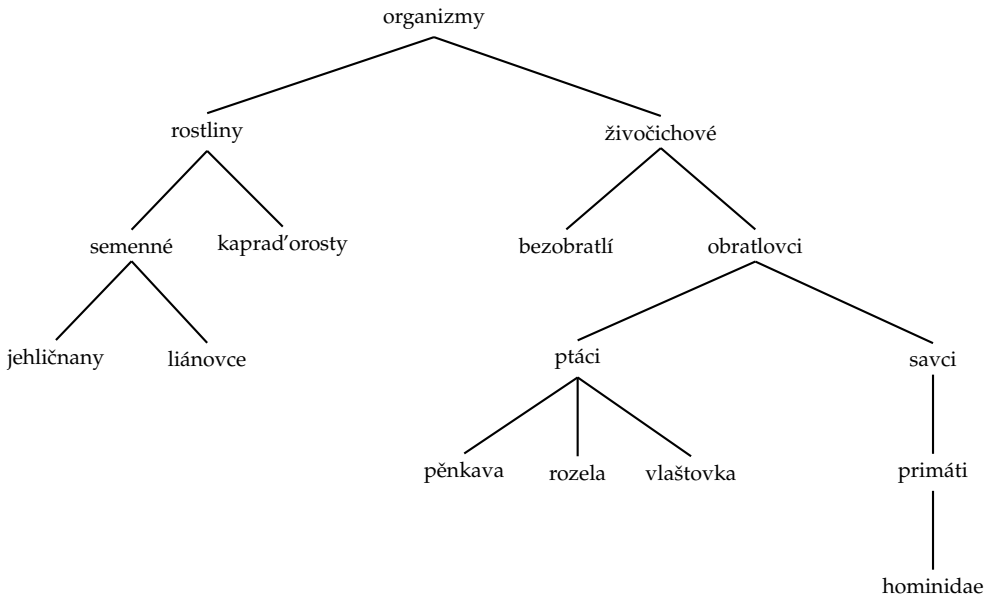 organizmy
rostliny
živočichové
semenné
kapraďorosty
bezobratlí
obratlovci
jehličnany
liánovce
ptáci
savci
pěnkava
rozela
vlaštovka
primáti
hominidae